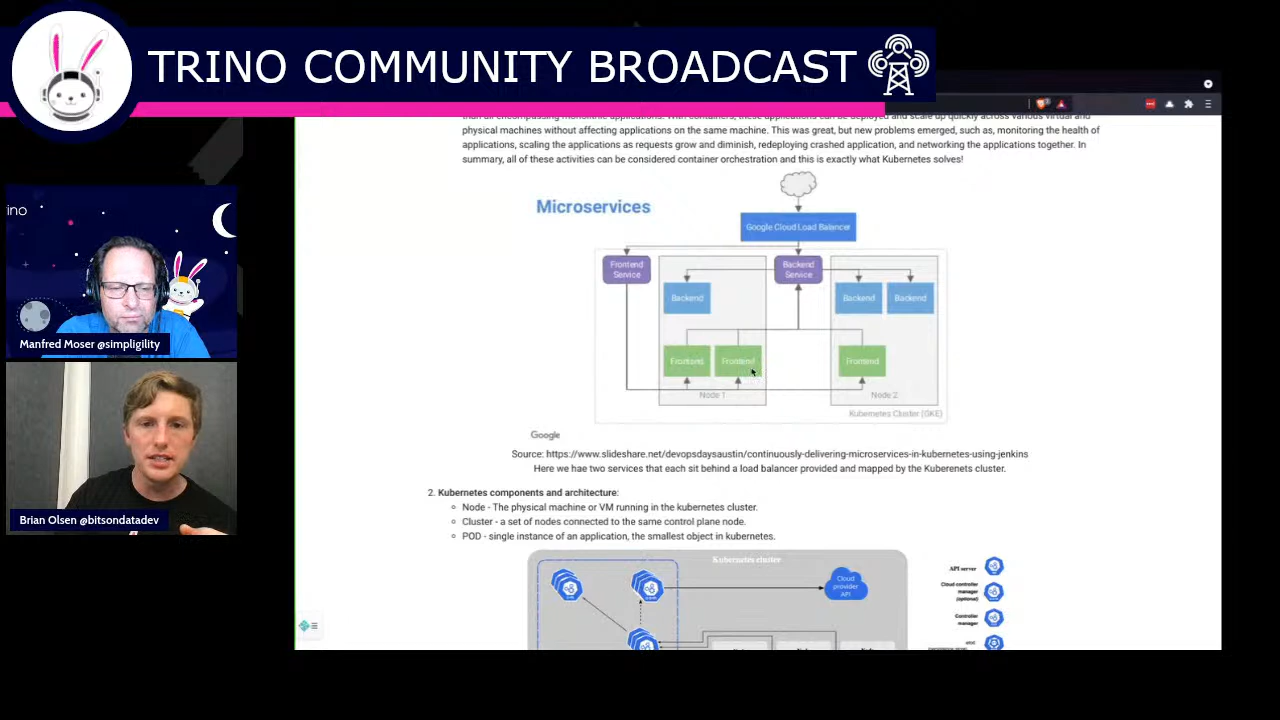 TRINO COMMUNITY BROADCAST
physical machines without affecting applications on the same machine. This was great, but new problems emerged, such as, monitoring the health of
applications, scaling the applications as requests grow and diminish, redeploying crashed application, and networking the applications together. In
summary, all of these activities can be considered container orchestration and this is exactly what Kubernetes solves!
Microservices
Google Cloud Load Balancer
Frontend
Service
Backend
Service
Backend
Backend
Backend
Frontend
Frontend
Frontend
Node 1
Node 2
Kubernetes Cluster (GKE)
Google
Source: https://www.slideshare.net/devopsdaysaustin/continuously-delivering-microservices-in-kubernetes-using-jenkins
Here we hae two services that each sit behind a load balancer provided and mapped by the Kuberenets cluster.
2. Kubernetes components and architecture:
Node - The physical machine or VM running in the kubernetes cluster.
Cluster - a set of nodes connected to the same control plane node.
POD - single instance of an application, the smallest object in kubernetes.
Kubernetes cluster
Cloud
provider
API
API server
Cloud controller
manager
(optional)
Controller
manager
rino
Manfred Moser @simpligility
Brian Olsen @bitsondatadev